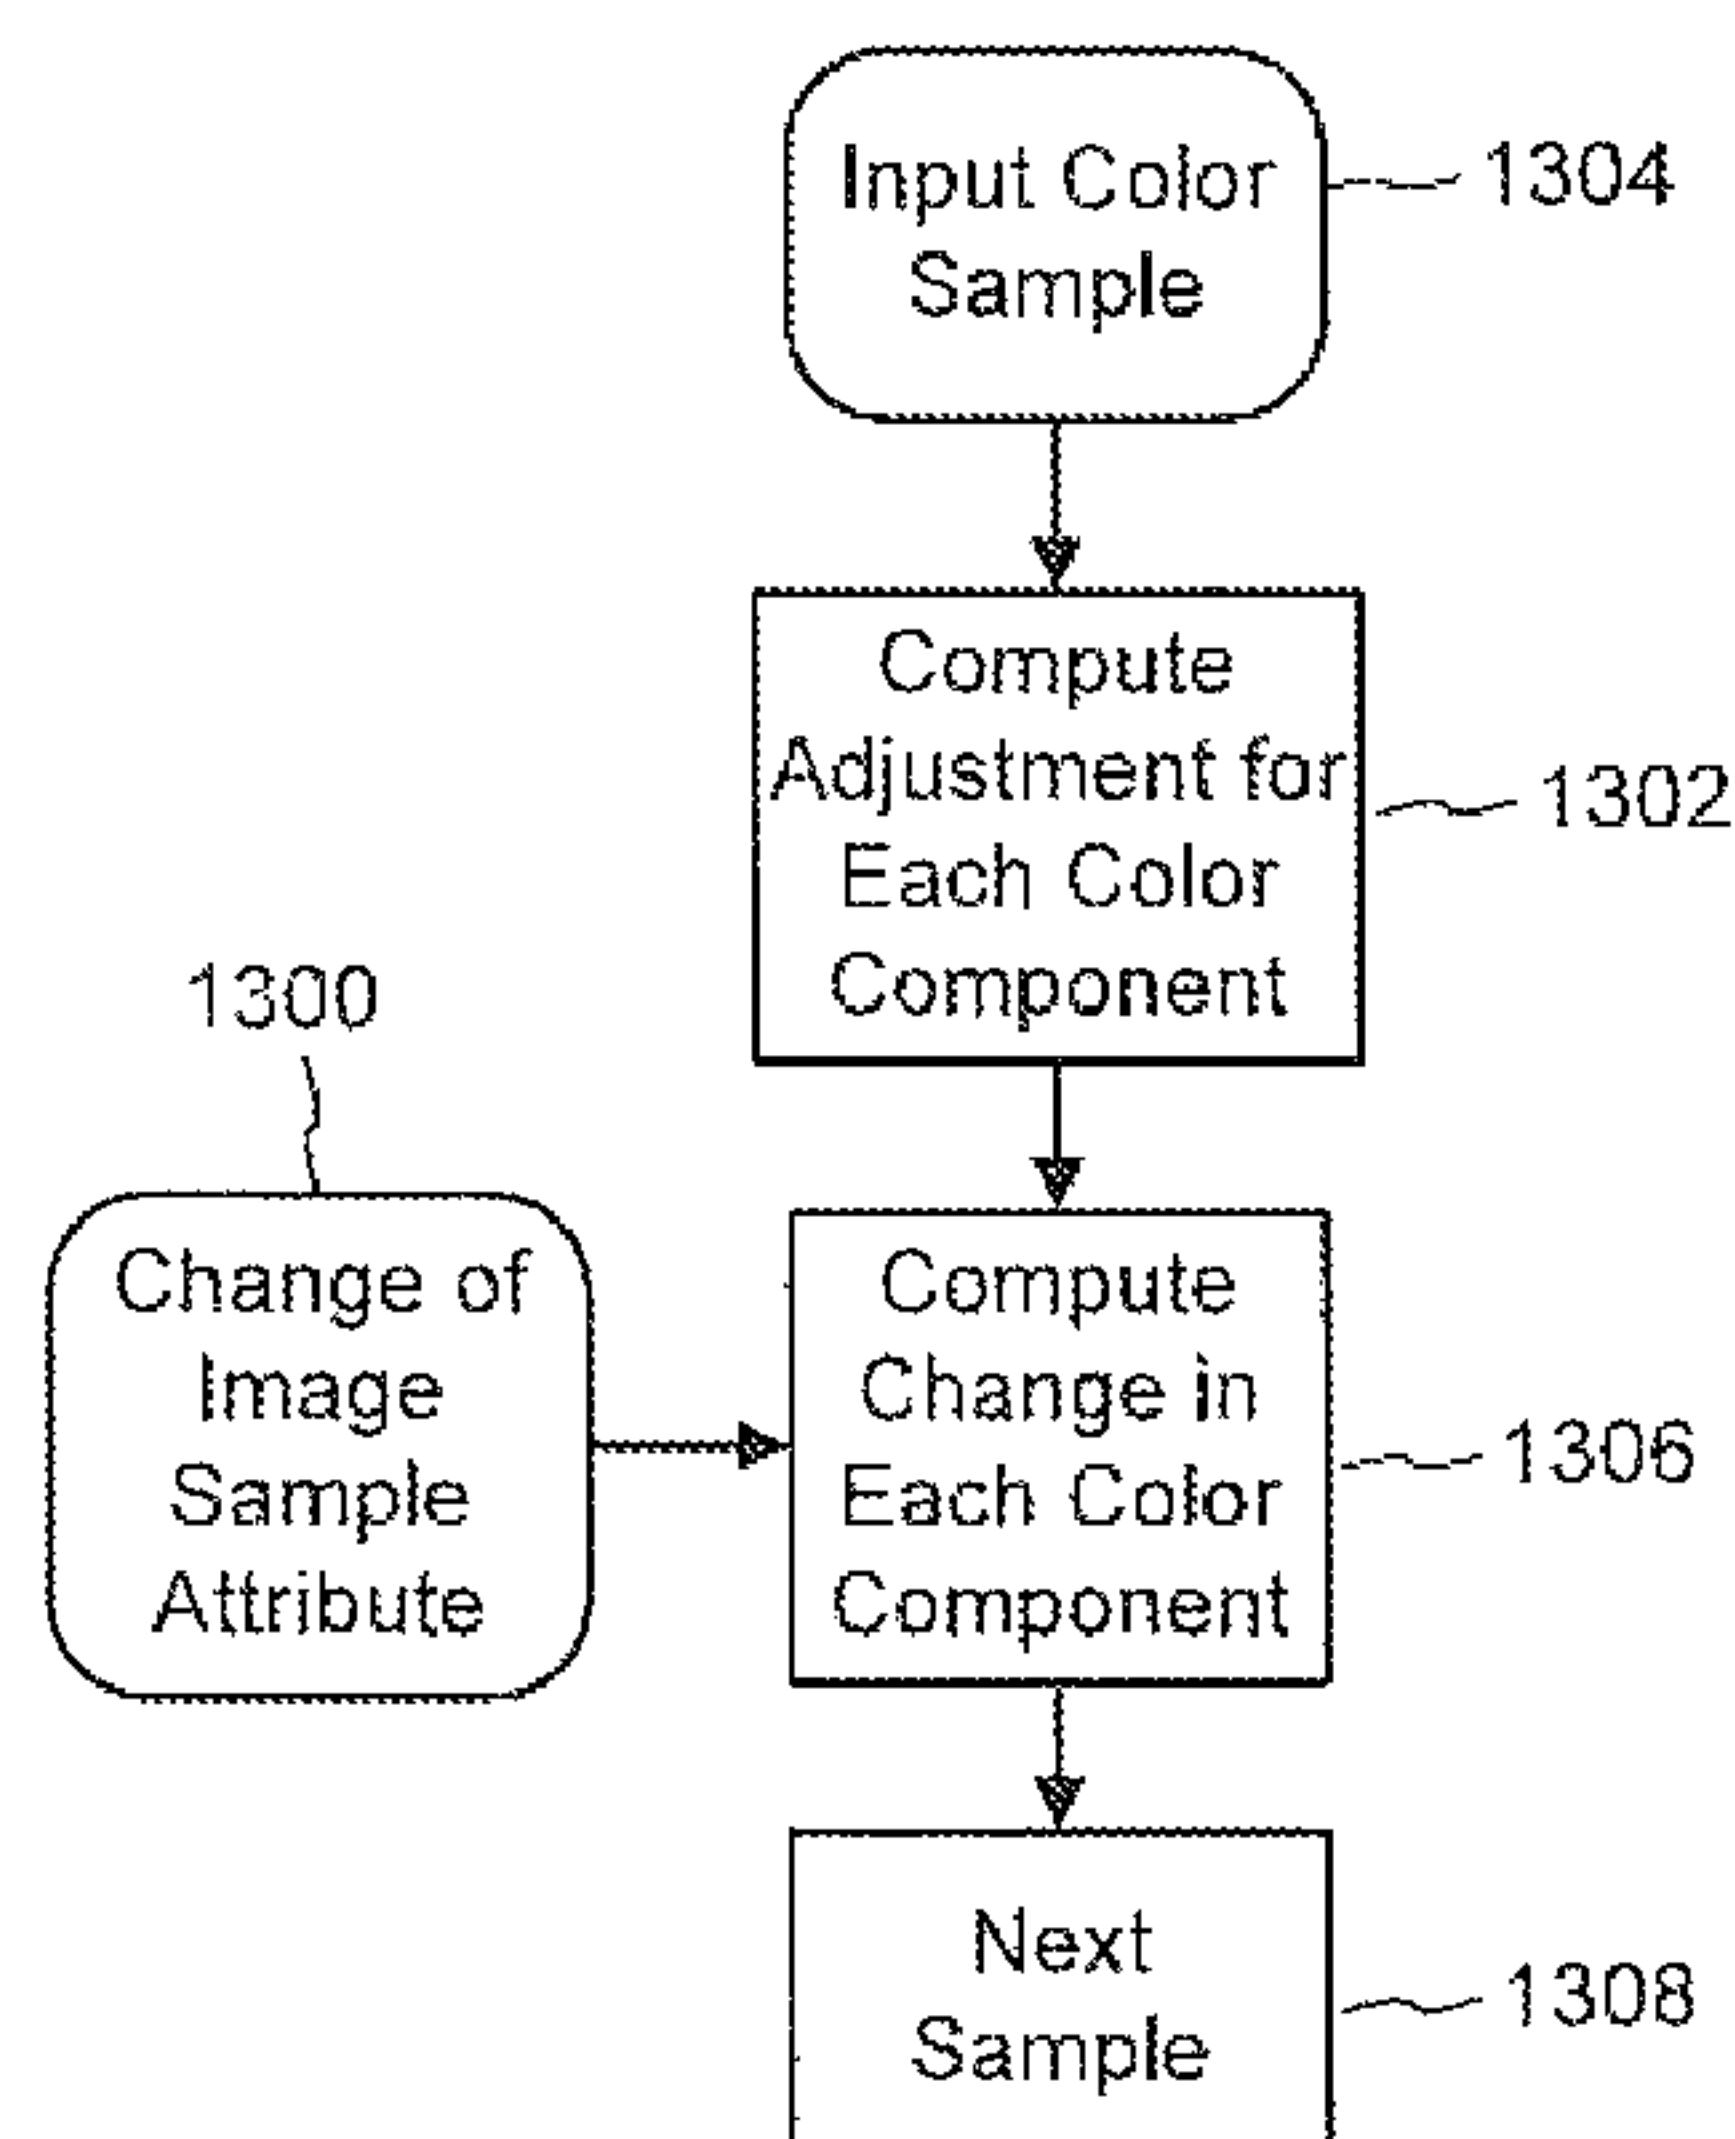 Input Color
Sample
1304
Compute
Adjustment for
Each Color
Component
1302
1300
Change of
Image
Sample
Attribute
Compute
Change in
Each Color
Component
1306
Next
Sample
1308